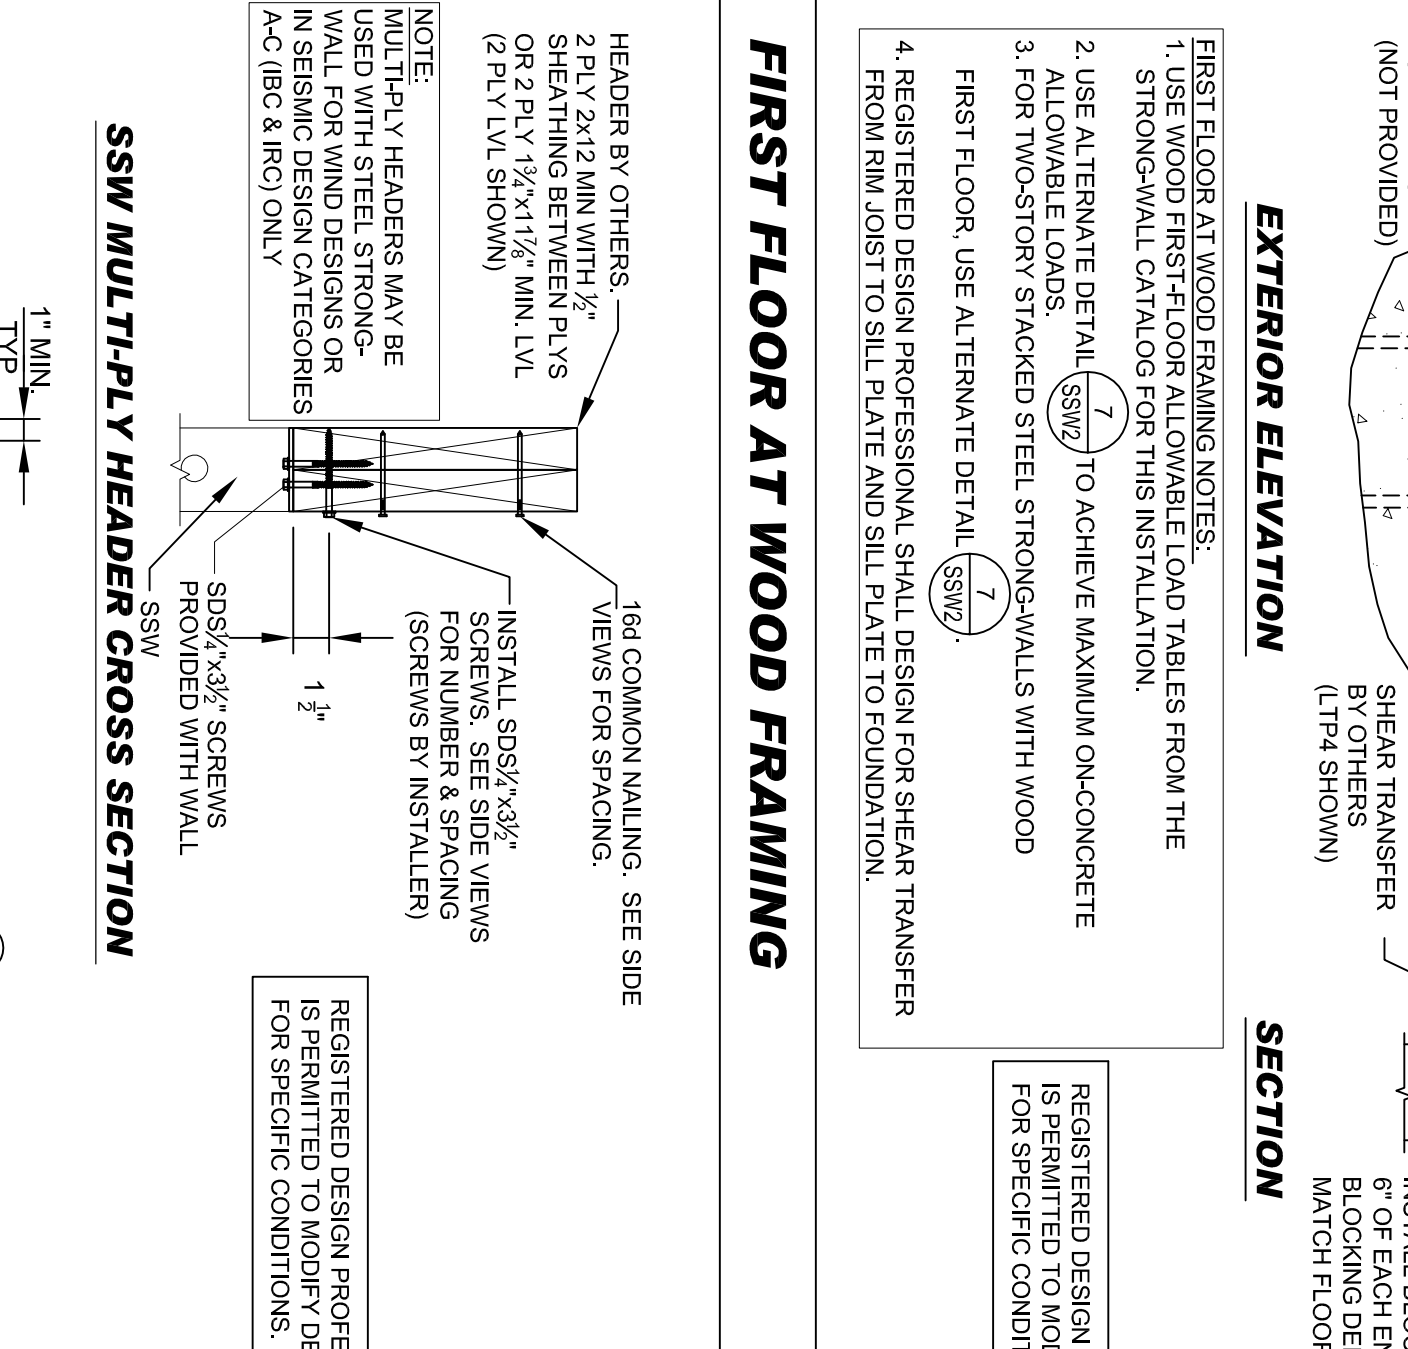 (NOT PROVIDED)
SHEAR TRANSFER
BY OTHERS
(LTP4 SHOWN)
6" OF EACH
MATCH FLOOR
EXTERIOR ELEVATION
SECTION
FIRST FLOOR AT WOOD FRAMING NOTES:
1. USE WOOD FIRST-FLOOR ALLOWABLE LOAD TABLES FROM THE
STRONG-WALL CATALOG FOR THIS INSTALLATION.
2. USE ALTERNATE DETAIL 7 SSW2 TO ACHIEVE MAXIMUM ON-CONCRETE
ALLOWABLE LOADS.
3. FOR TWO-STORY STACKED STEEL STRONG-WALLS WITH WOOD
FIRST FLOOR, USE ALTERNATE DETAIL 7 SSW2 .
4. REGISTERED DESIGN PROFESSIONAL SHALL DESIGN FOR SHEAR TRANSFER
FROM RIM JOIST TO SILL PLATE AND SILL PLATE TO FOUNDATION.
REGISTERED DESIGN
IS PERMITTED TO
FOR SPECIFIC
FIRST FLOOR AT WOOD FRAMING
HEADER BY OTHERS.
2 PLY 2x12 MIN WITH ½"
SHEATHING BETWEEN PLYS
OR 2 PLY 1¾"x11⅞" MIN. LVL
(2 PLY LVL SHOWN)
NOTE:
MULTI-PLY HEADERS MAY BE
USED WITH STEEL STRONG-
WALL FOR WIND DESIGNS OR
IN SEISMIC DESIGN CATEGORIES
A-C (IBC & IRC) ONLY
16d COMMON NAILING. SEE SIDE
VIEWS FOR SPACING.
INSTALL SDS¼"x3½"
SCREWS. SEE SIDE VIEWS
FOR NUMBER & SPACING
(SCREWS BY INSTALLER)
1 ½"
SDS¼"x3½" SCREWS
PROVIDED WITH WALL
SSW
REGISTERED DESIGN
IS PERMITTED TO MODIFY
FOR SPECIFIC CONDITIONS.
SSW MULTI-PLY HEADER CROSS SECTION
1" MIN.
TYP